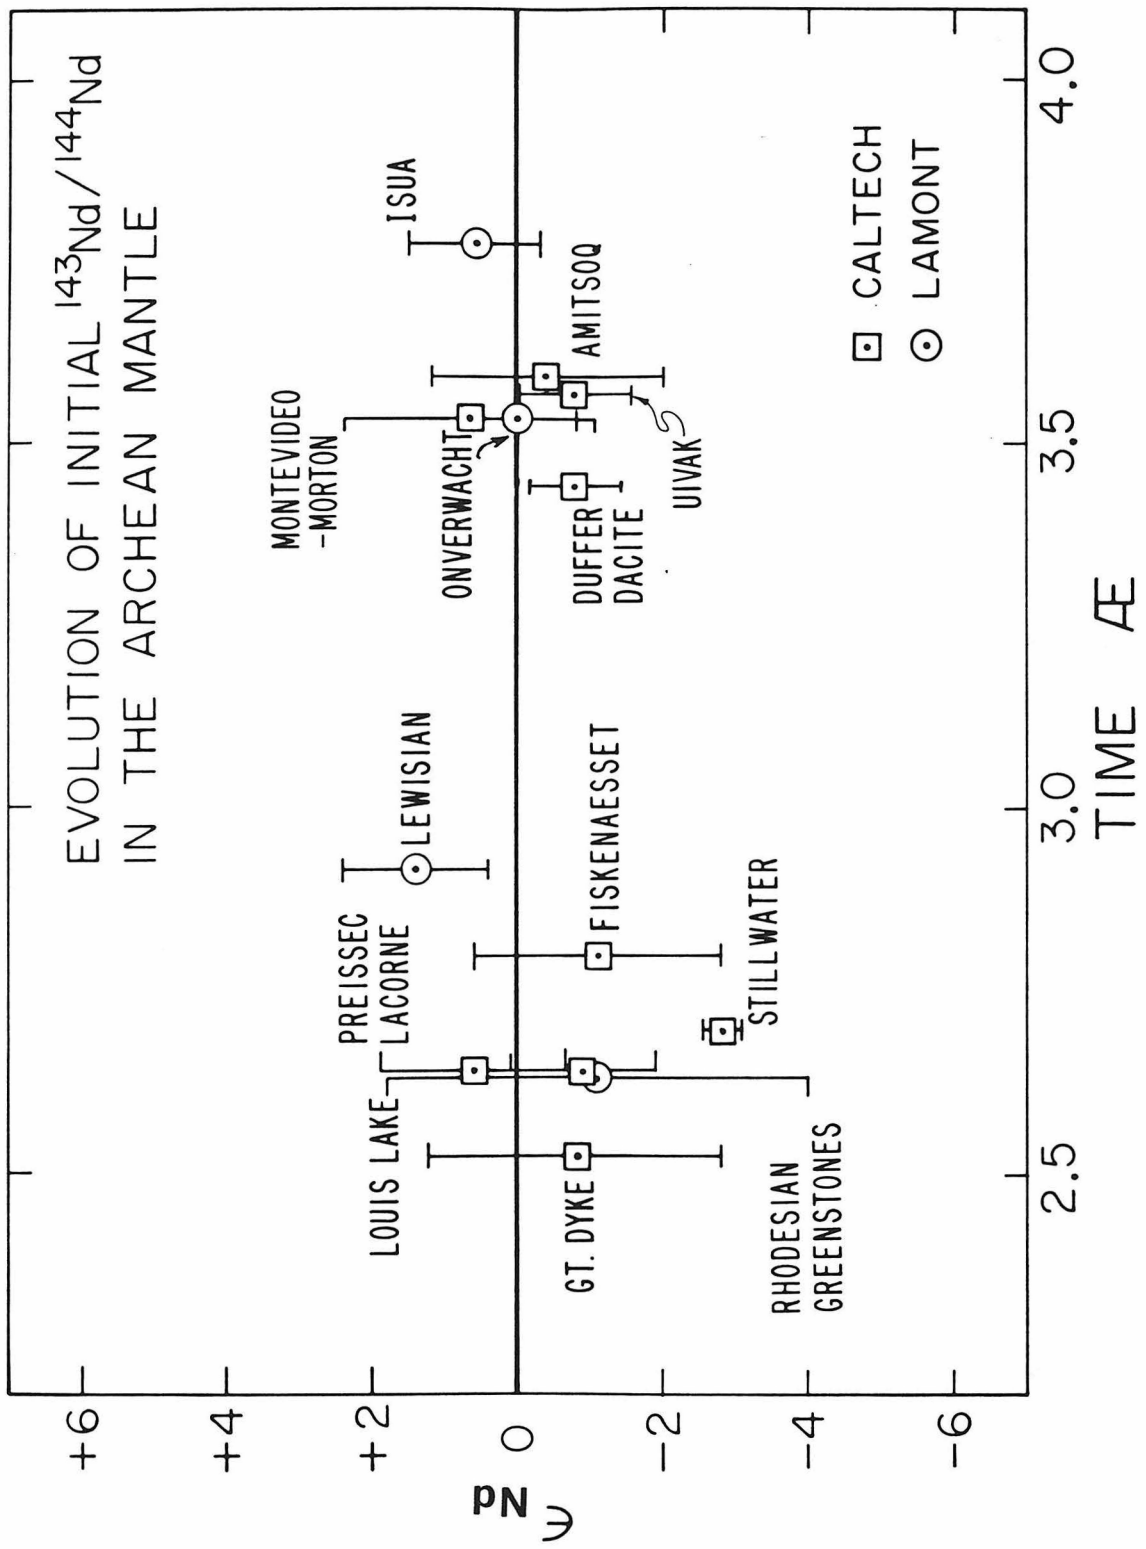 EVOLUTION OF INITIAL ¹⁴³Nd/¹⁴⁴Nd
IN THE ARCHEAN MANTLE
+6
+4
+2
0
-2
-4
-6
ϵ Nd
MONTEVIDEO
-MORTON
ISUA
ONVERWACHT
AMITSOQ
DUFFER
DACITE
UIVAK
PREISSEC
LACORNE
LEWISIAN
LOUIS LAKE
FISKENAESSET
STILLWATER
GT. DYKE
RHODESIAN
GREENSTONES
CALTECH
LAMONT
2.5
3.0
3.5
4.0
TIME Æ